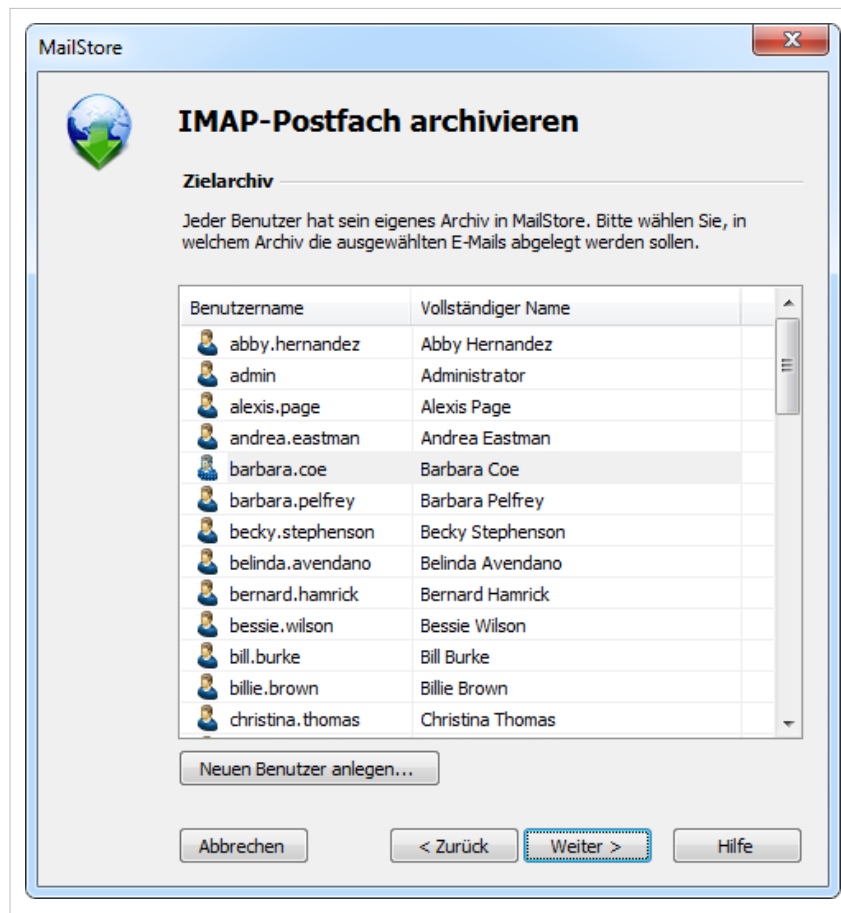 MailStore
IMAP-Postfach archivieren
Zielarchiv
Jeder Benutzer hat sein eigenes Archiv in MailStore. Bitte wählen Sie, in
welchem Archiv die ausgewählten E-Mails abgelegt werden sollen.
Benutzername Vollständiger Name
abby.hernandez Abby Hernandez
admin Administrator
alexis.page Alexis Page
andrea.eastman Andrea Eastman
barbara.coe Barbara Coe
barbara.pelfrey Barbara Pelfrey
becky.stephenson Becky Stephenson
belinda.avendano Belinda Avendano
bernard.hamrick Bernard Hamrick
bessie.wilson Bessie Wilson
bill.burke Bill Burke
billie.brown Billie Brown
christina.thomas Christina Thomas
Neuen Benutzer anlegen...
Abbrechen < Zurück Weiter > Hilfe